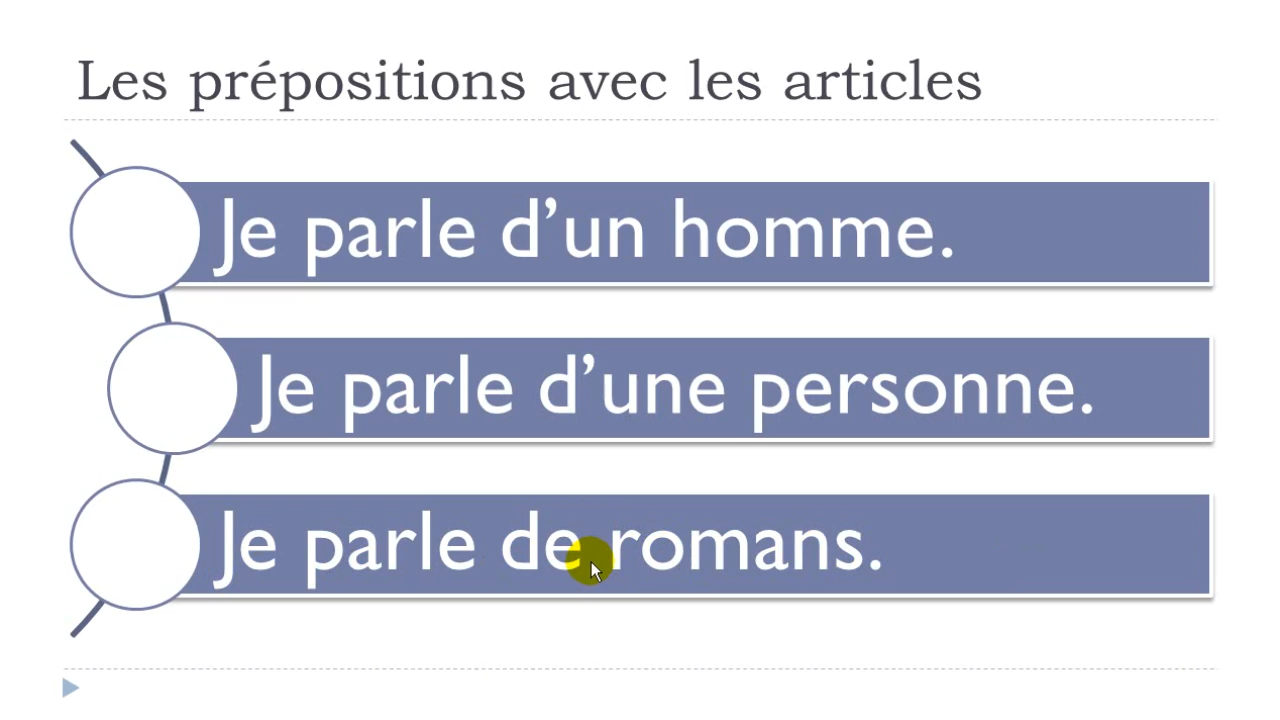 Les prépositions avec les articles
Je parle d’un homme.
Je parle d’une personne.
Je parle de romans.